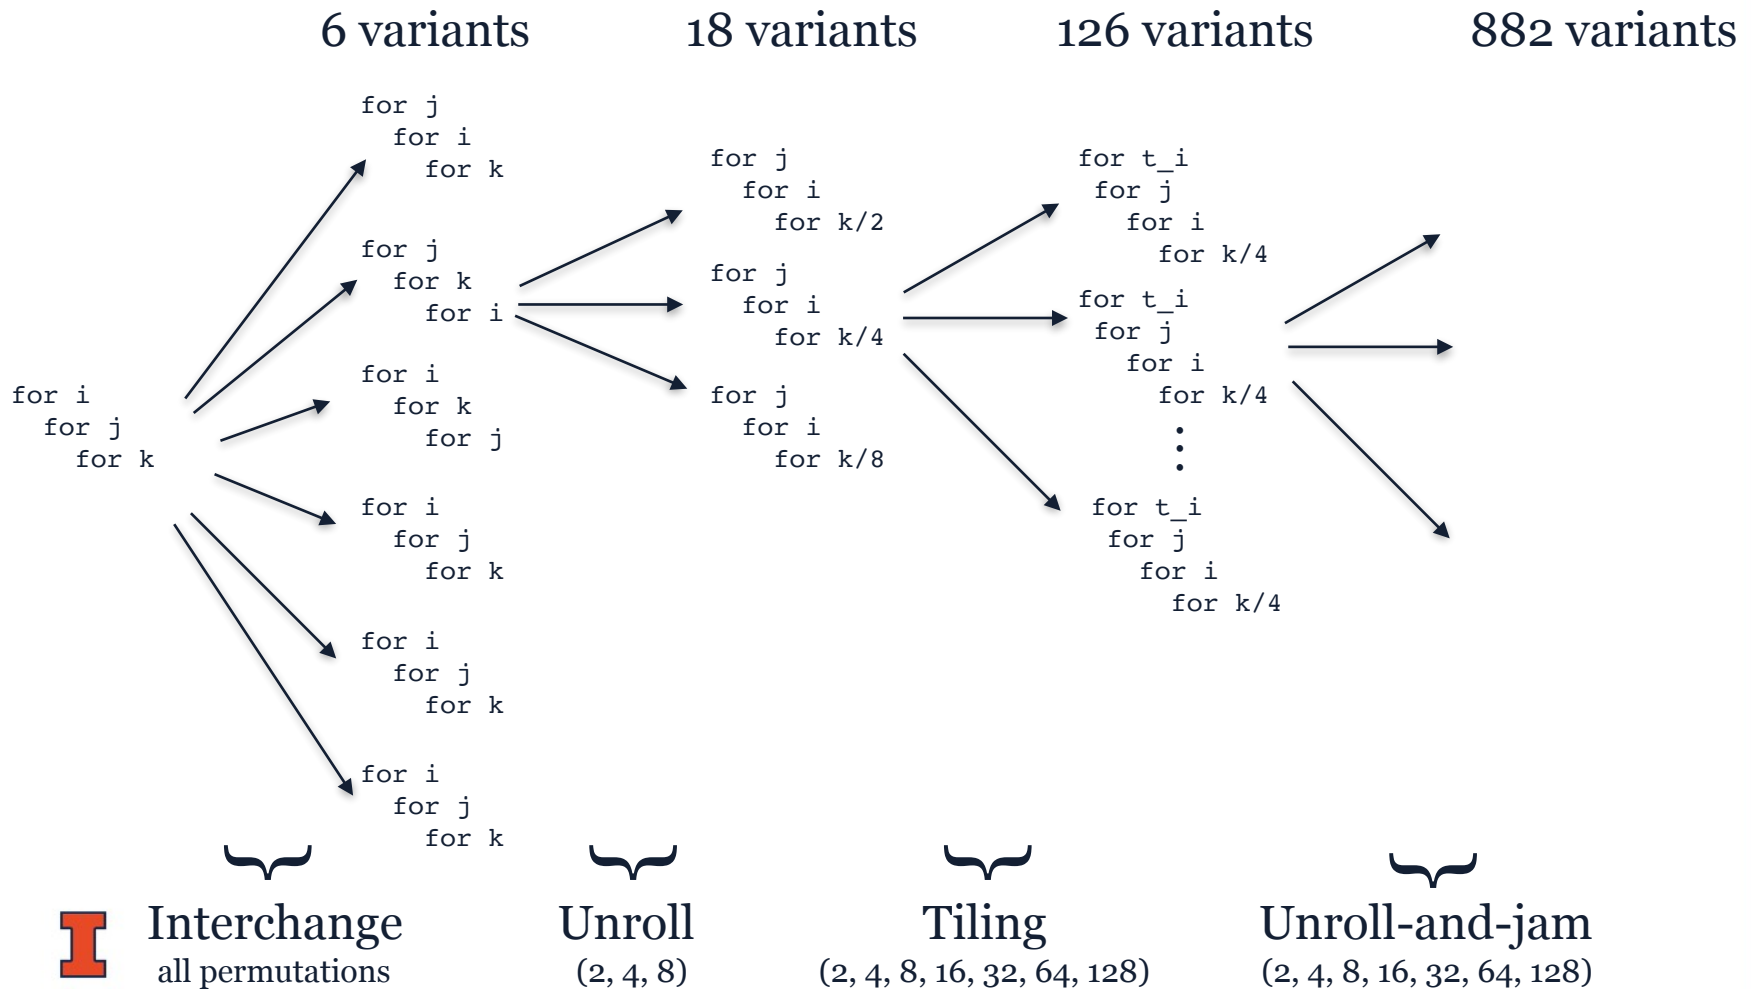 6 variants
18 variants
126 variants
882 variants
for i
for j
for k
for j
for i
for k
for j
for k
for i
for i
for k
for j
for i
for j
for k
for i
for j
for k
for i
for j
for k
for j
for i
for k/2
for j
for i
for k/4
for j
for i
for k/8
for t_i
for j
for i
for k/4
for t_i
for j
for i
for k/4
for t_i
for j
for i
for k/4
Interchange
all permutations
Unroll
(2, 4, 8)
Tiling
(2, 4, 8, 16, 32, 64, 128)
Unroll-and-jam
(2, 4, 8, 16, 32, 64, 128)